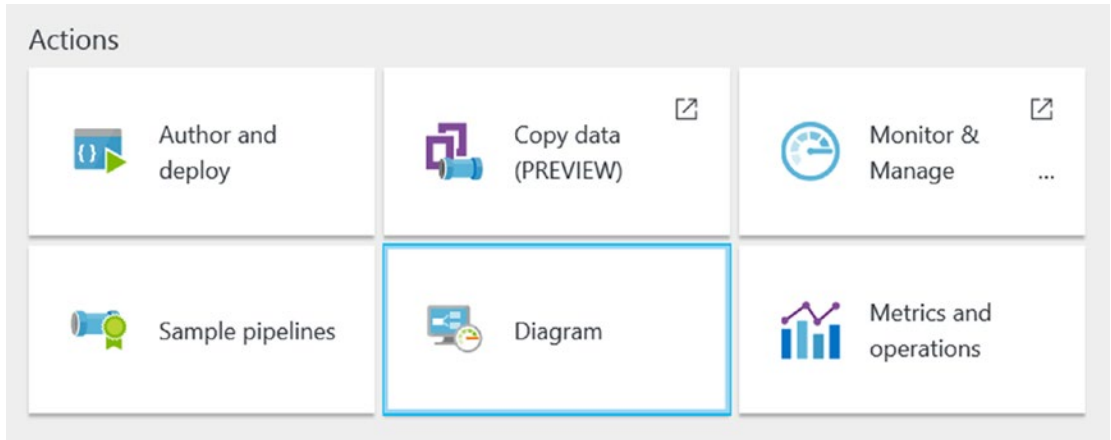 Actions
Author and
deploy
Copy data
(PREVIEW)
Monitor &
Manage
...
Sample pipelines
Diagram
Metrics and
operations